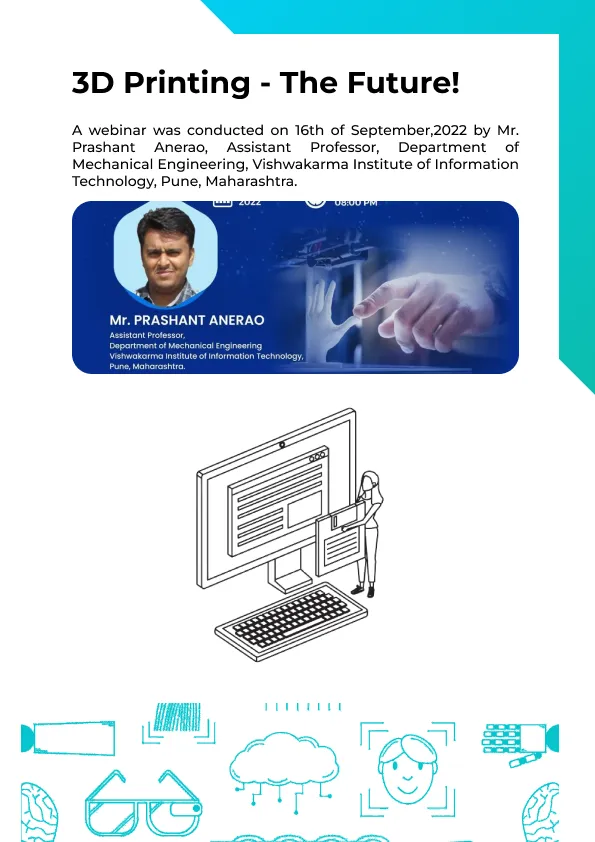 3D Printing - The Future!
A webinar was conducted on 16th of September,2022 by Mr.
Prashant Anerao, Assistant Professor, Department of
Mechanical Engineering, Vishwakarma Institute of Information
Technology, Pune, Maharashtra.
2022 08:00 PM
Mr. PRASHANT ANERAO
Assistant Professor,
Department of Mechanical Engineering
Vishwakarma Institute of Information Technology,
Pune, Maharashtra.